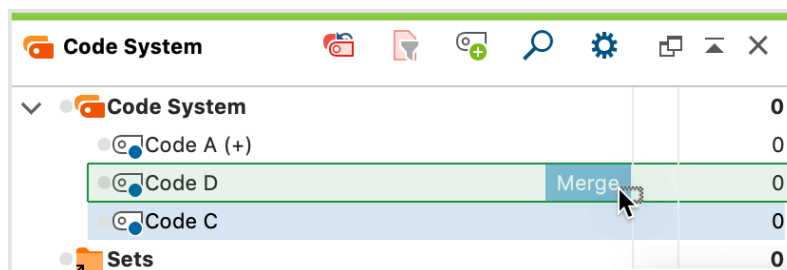 Code System
Code System 0
Code A (+) 0
Code D Merge 0
Code C 0
Sets 0